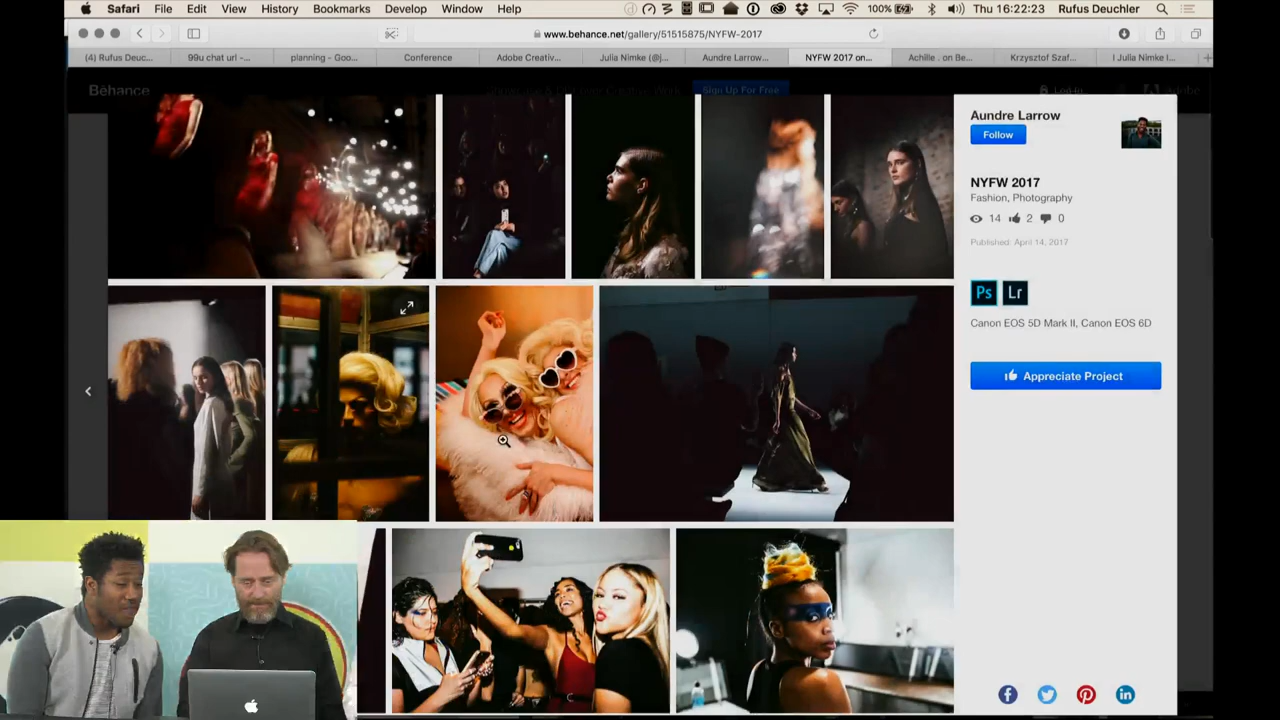 Safari File Edit View History Bookmarks Develop Window Help 100% Thu 16:22:23 Rufus Deuchler
www.behance.net/gallery/51515875/NYFW-2017
(4) Rufus Deuc... 99u chat url -... planning - Goo... Conference Adobe Creativ... Julia Nimke (@j... Aundre Larrow... NYFW 2017 on... Achille . on Be... Krzysztof Szaf... I Julia Nimke I...
Bēhance Sign Up For Free Log In Adobe
Aundre Larrow
Follow
NYFW 2017
Fashion, Photography
14 2 0
Published: April 14, 2017
Ps Lr
Canon EOS 5D Mark II, Canon EOS 6D
Appreciate Project